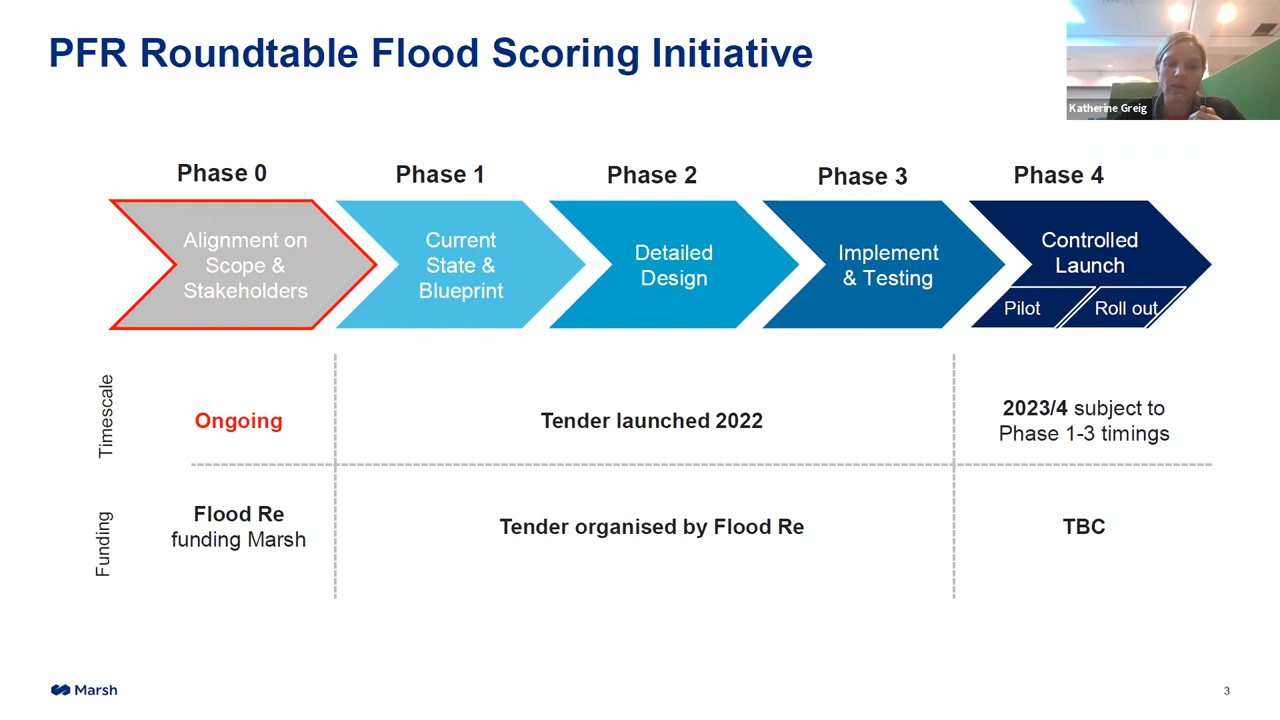 PFR Roundtable Flood Scoring Initiative
Katherine Greig
Phase 0
Phase 1
Phase 2
Phase 3
Phase 4
Alignment on
Scope &
Stakeholders
Current
State &
Blueprint
Detailed
Design
Implement
& Testing
Controlled
Launch
Pilot
Roll out
Timescale
Ongoing
Tender launched 2022
2023/4 subject to
Phase 1-3 timings
Funding
Flood Re
funding Marsh
Tender organised by Flood Re
TBC
Marsh
3